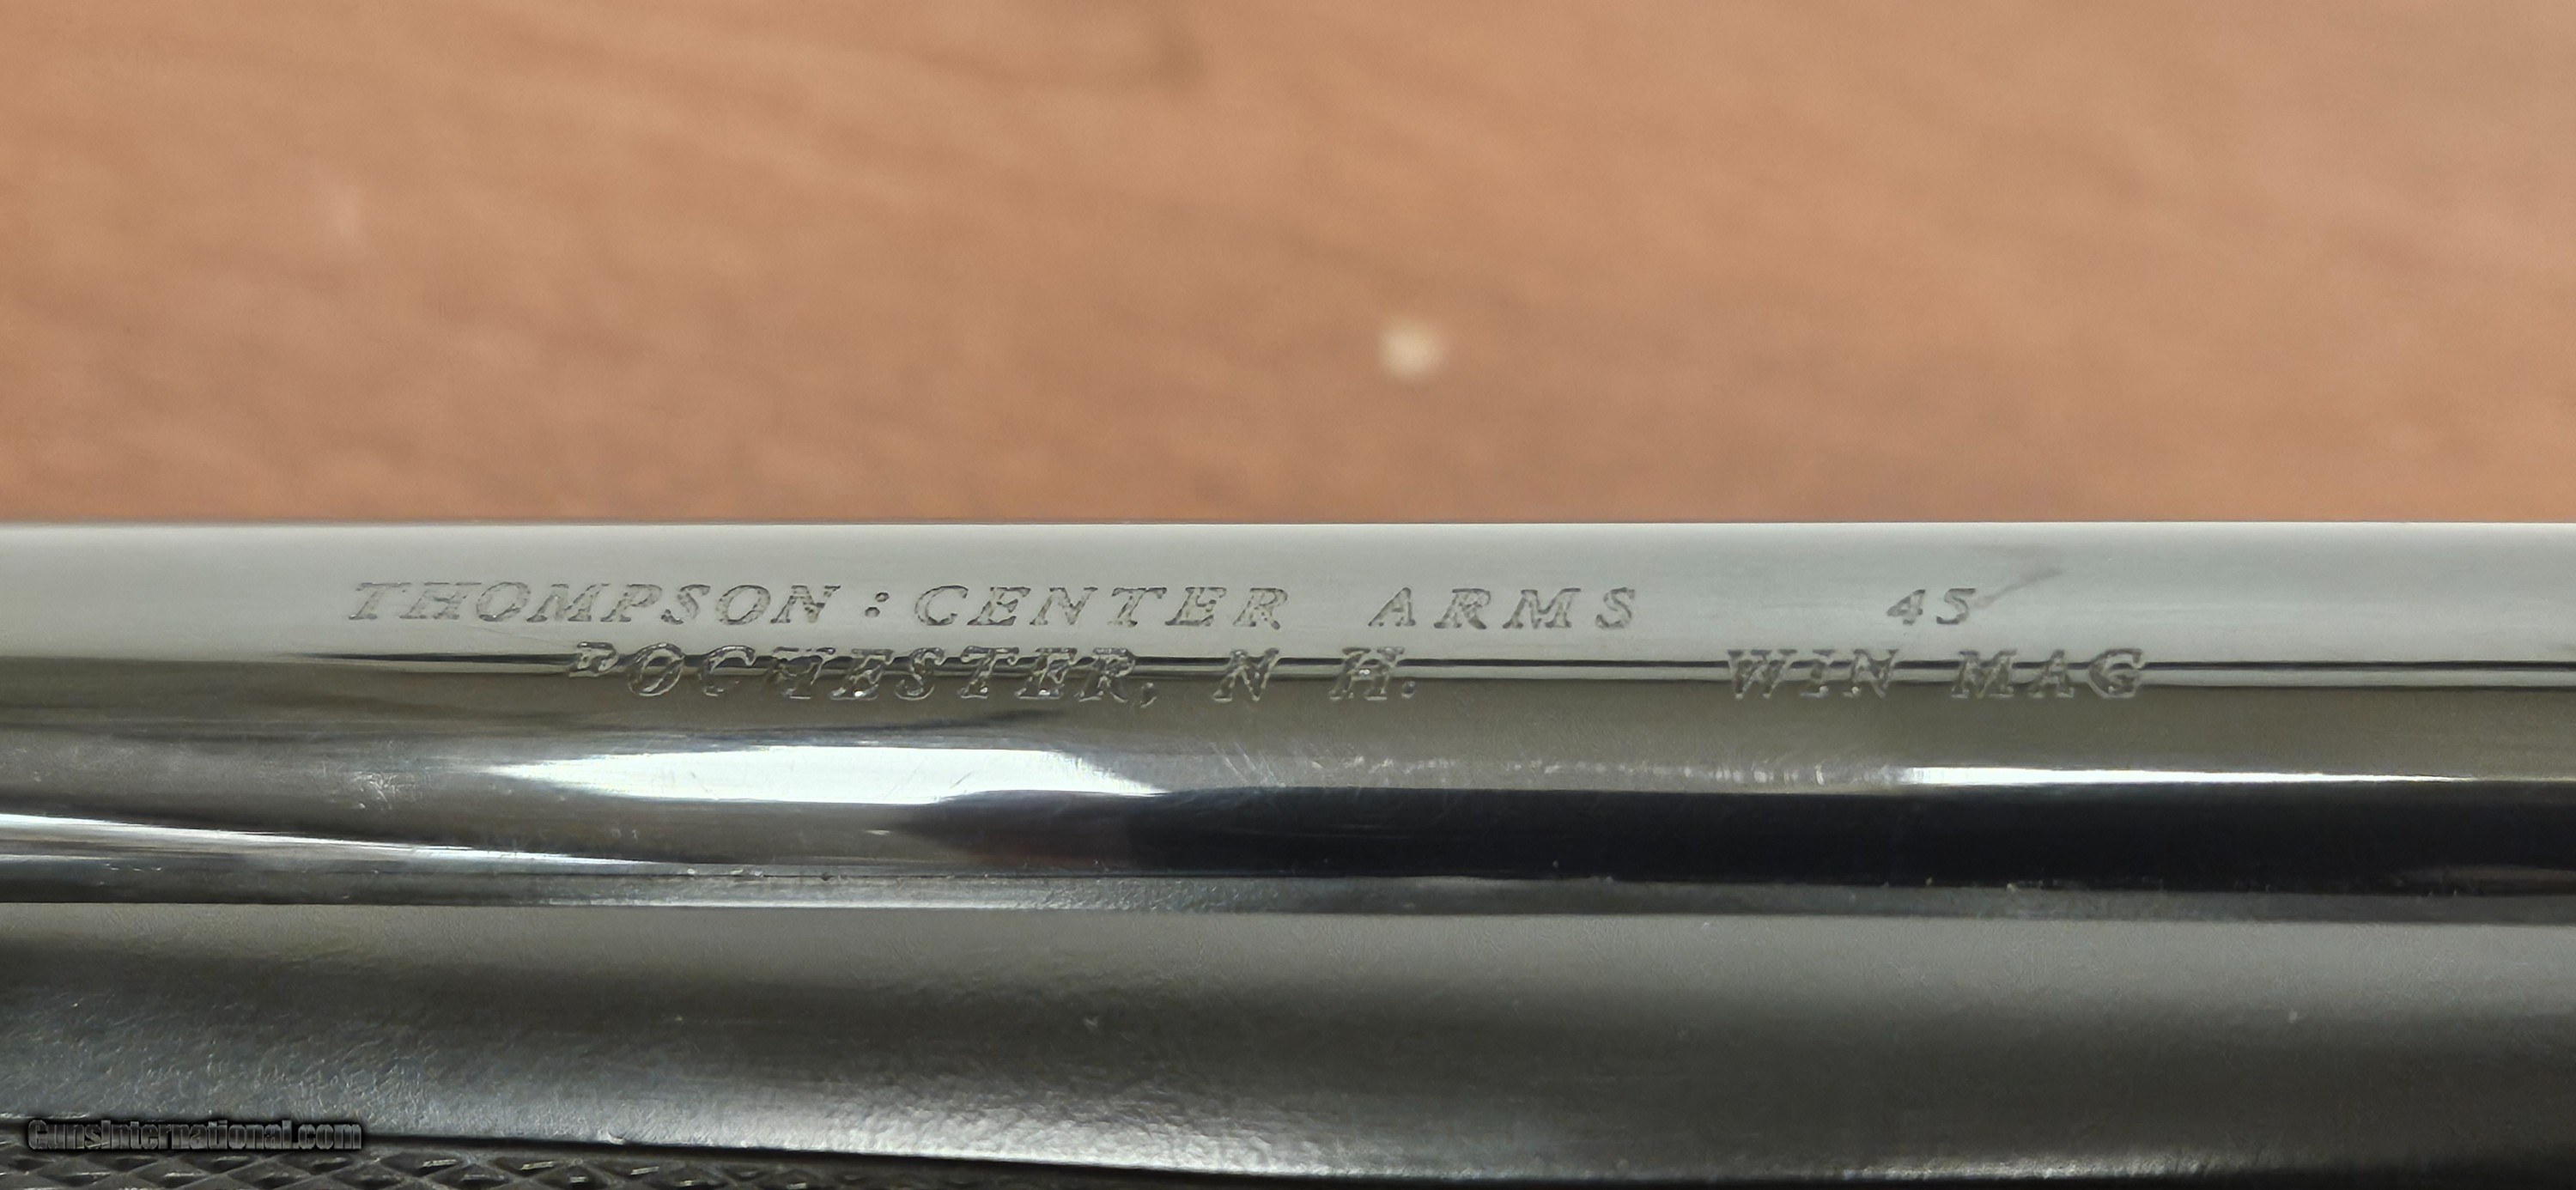 THOMPSON : CENTER ARMS 45
ROCHESTER, N H. WIN MAG
GunsInternational.com